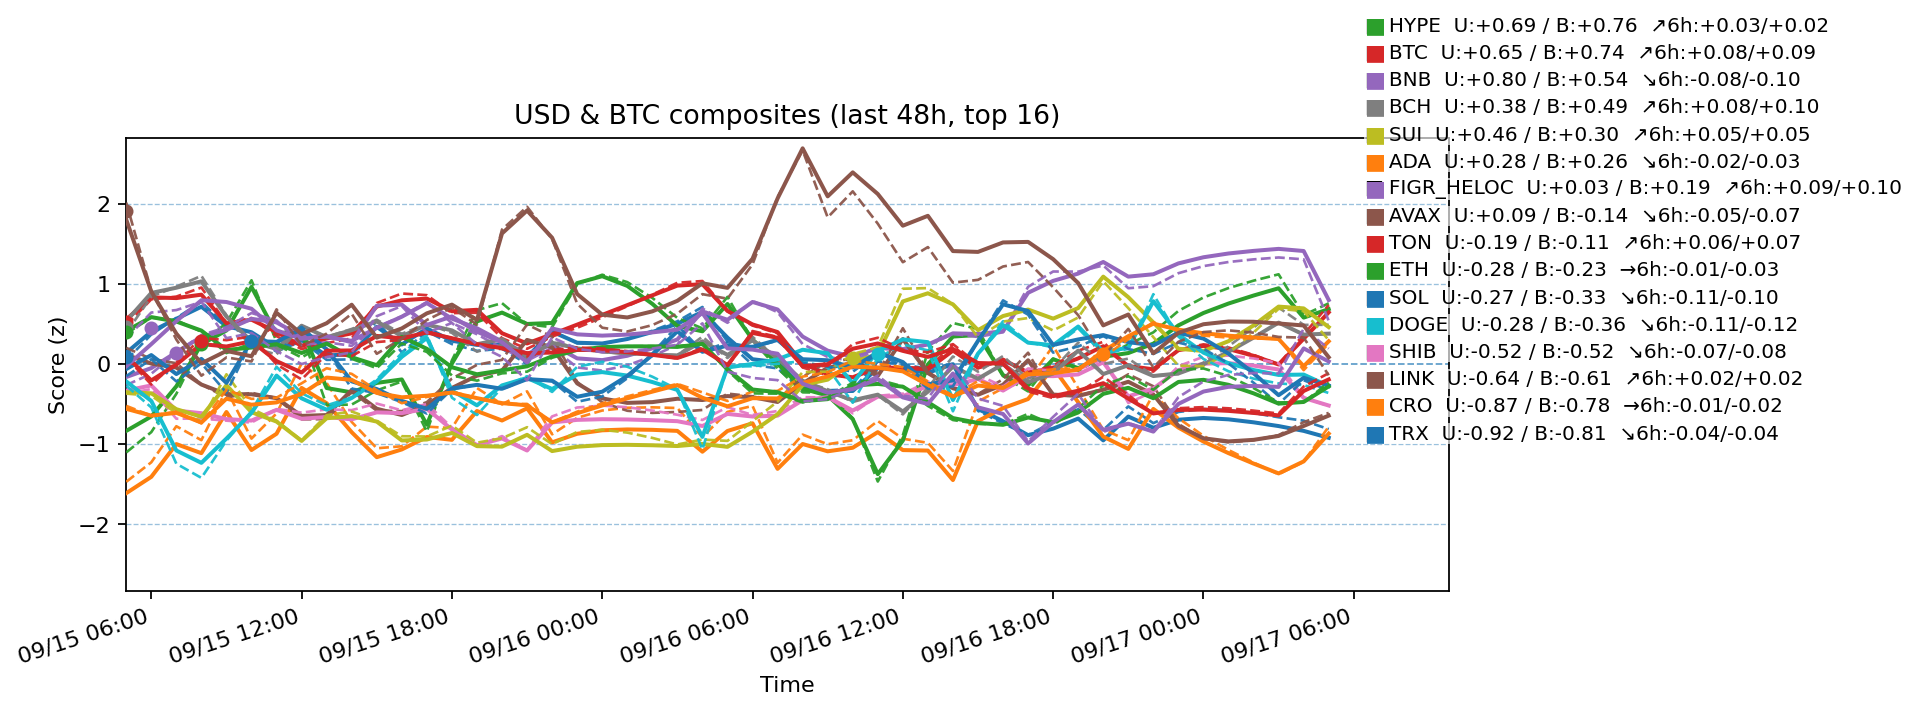 HYPE  U:+0.69 / B:+0.76  ↗6h:+0.03/+0.02
BTC  U:+0.65 / B:+0.74  ↗6h:+0.08/+0.09
BNB  U:+0.80 / B:+0.54  ↘6h:-0.08/-0.10
BCH  U:+0.38 / B:+0.49  ↗6h:+0.08/+0.10
SUI  U:+0.46 / B:+0.30  ↗6h:+0.05/+0.05
ADA  U:+0.28 / B:+0.26  ↘6h:-0.02/-0.03
FIGR_HELOC  U:+0.03 / B:+0.19  ↗6h:+0.09/+0.10
AVAX  U:+0.09 / B:-0.14  ↘6h:-0.05/-0.07
TON  U:-0.19 / B:-0.11  ↗6h:+0.06/+0.07
ETH  U:-0.28 / B:-0.23  →6h:-0.01/-0.03
SOL  U:-0.27 / B:-0.33  ↘6h:-0.11/-0.10
DOGE  U:-0.28 / B:-0.36  ↘6h:-0.11/-0.12
SHIB  U:-0.52 / B:-0.52  ↘6h:-0.07/-0.08
LINK  U:-0.64 / B:-0.61  ↗6h:+0.02/+0.02
CRO  U:-0.87 / B:-0.78  →6h:-0.01/-0.02
TRX  U:-0.92 / B:-0.81  ↘6h:-0.04/-0.04
USD & BTC composites (last 48h, top 16)
Score (z)
2
1
0
−1
−2
09/15 06:00
09/15 12:00
09/15 18:00
09/16 00:00
09/16 06:00
09/16 12:00
09/16 18:00
09/17 00:00
09/17 06:00
Time